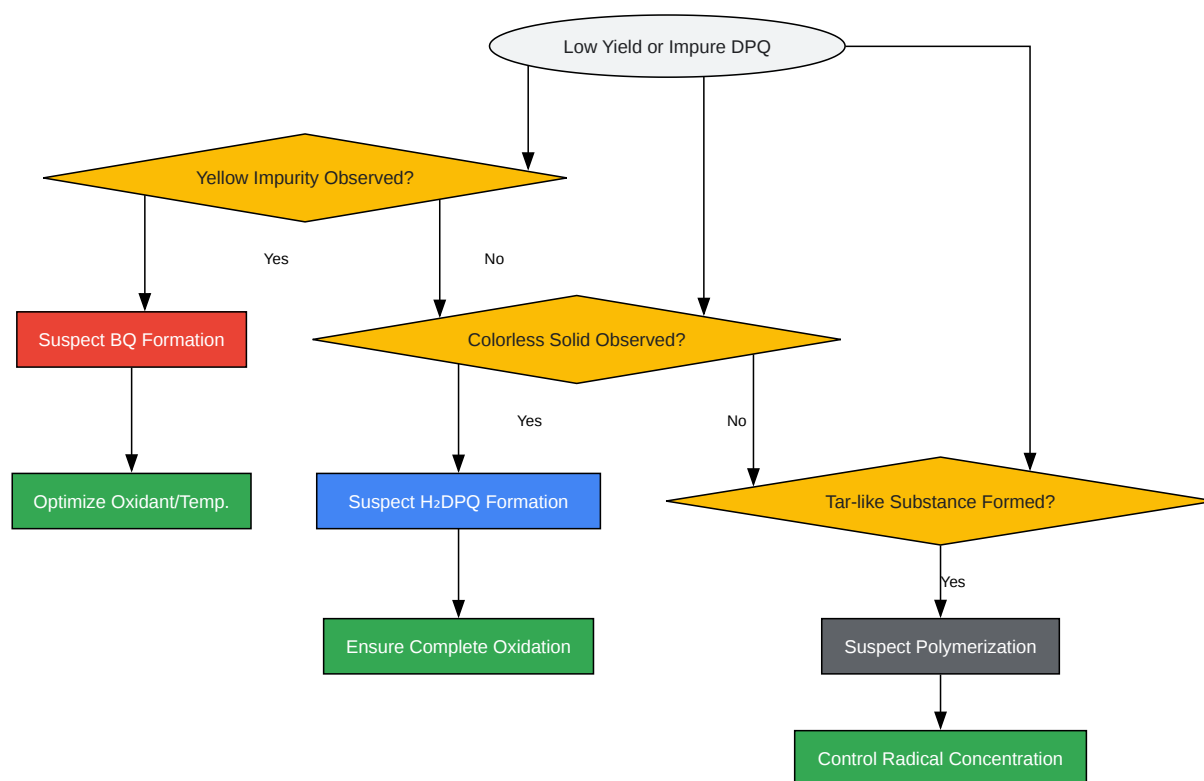 Low Yield or Impure DPQ
Yellow Impurity Observed?
Yes
No
Suspect BQ Formation
Colorless Solid Observed?
Yes
No
Optimize Oxidant/Temp.
Suspect H₂DPQ Formation
Tar-like Substance Formed?
Yes
Ensure Complete Oxidation
Suspect Polymerization
Control Radical Concentration